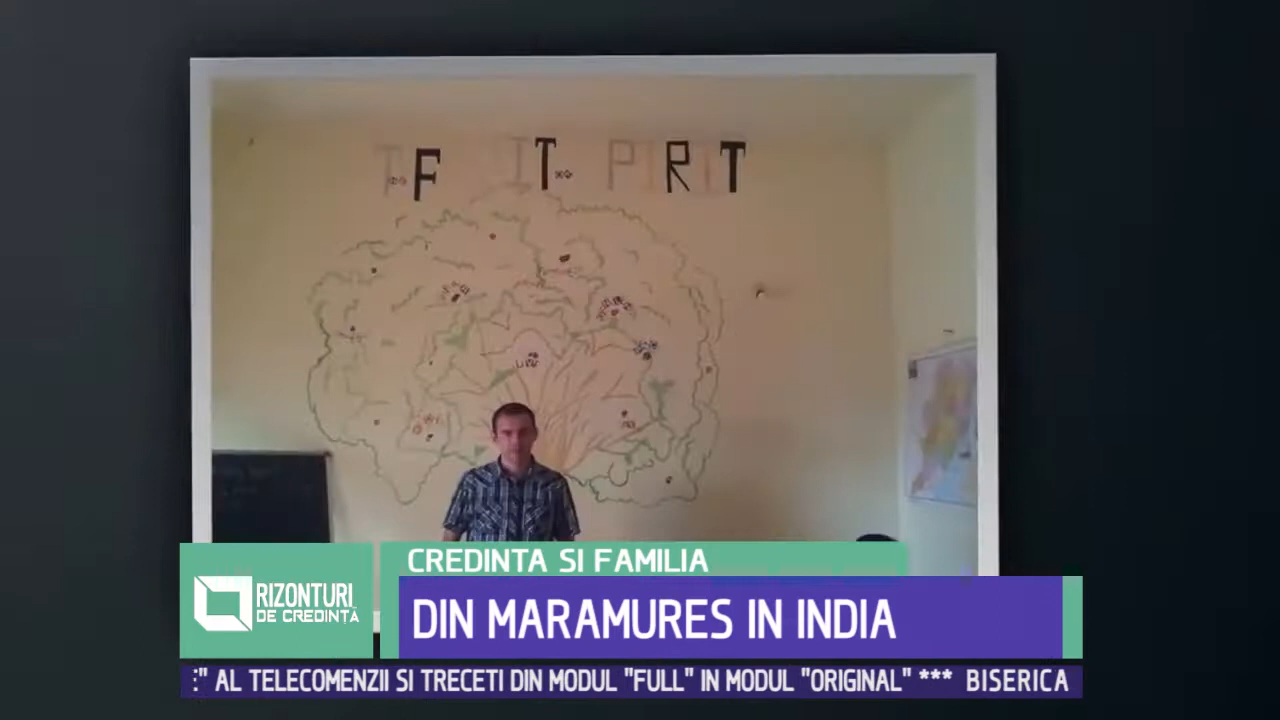 F T R T
CREDINTA SI FAMILIA
RIZONTURI
DE CREDINȚĂ
DIN MARAMURES IN INDIA
:" AL TELECOMENZII SI TRECETI DIN MODUL "FULL" IN MODUL "ORIGINAL" *** BISERICA